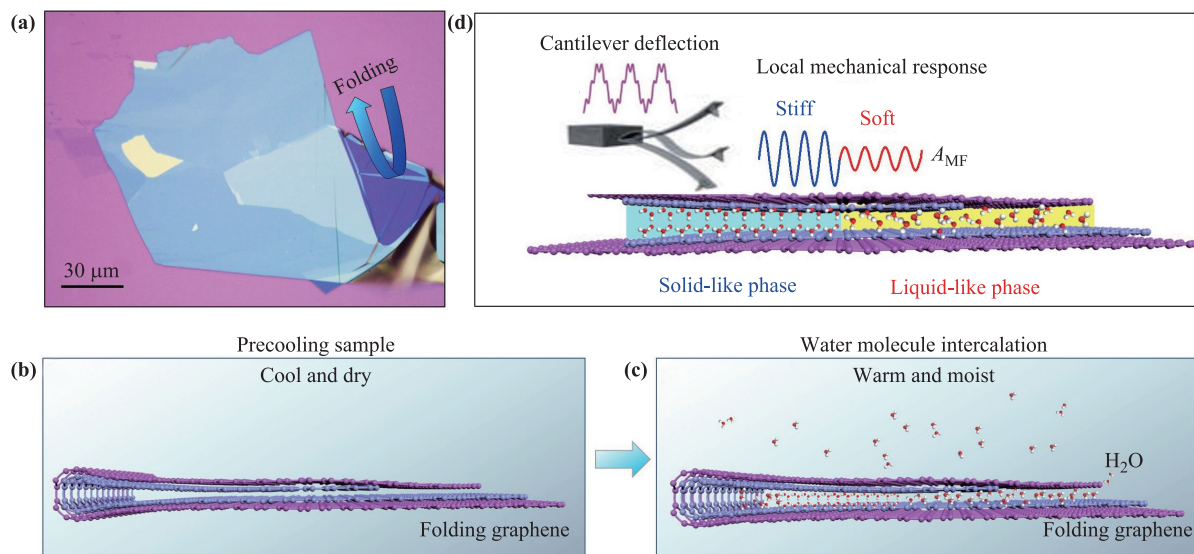 (a)
Folding
30 μm
(d)
Cantilever deflection
Local mechanical response
Stiff
Soft
A_MF
Solid-like phase
Liquid-like phase
Precooling sample
(b)
Cool and dry
Folding graphene
Water molecule intercalation
(c)
Warm and moist
H₂O
Folding graphene